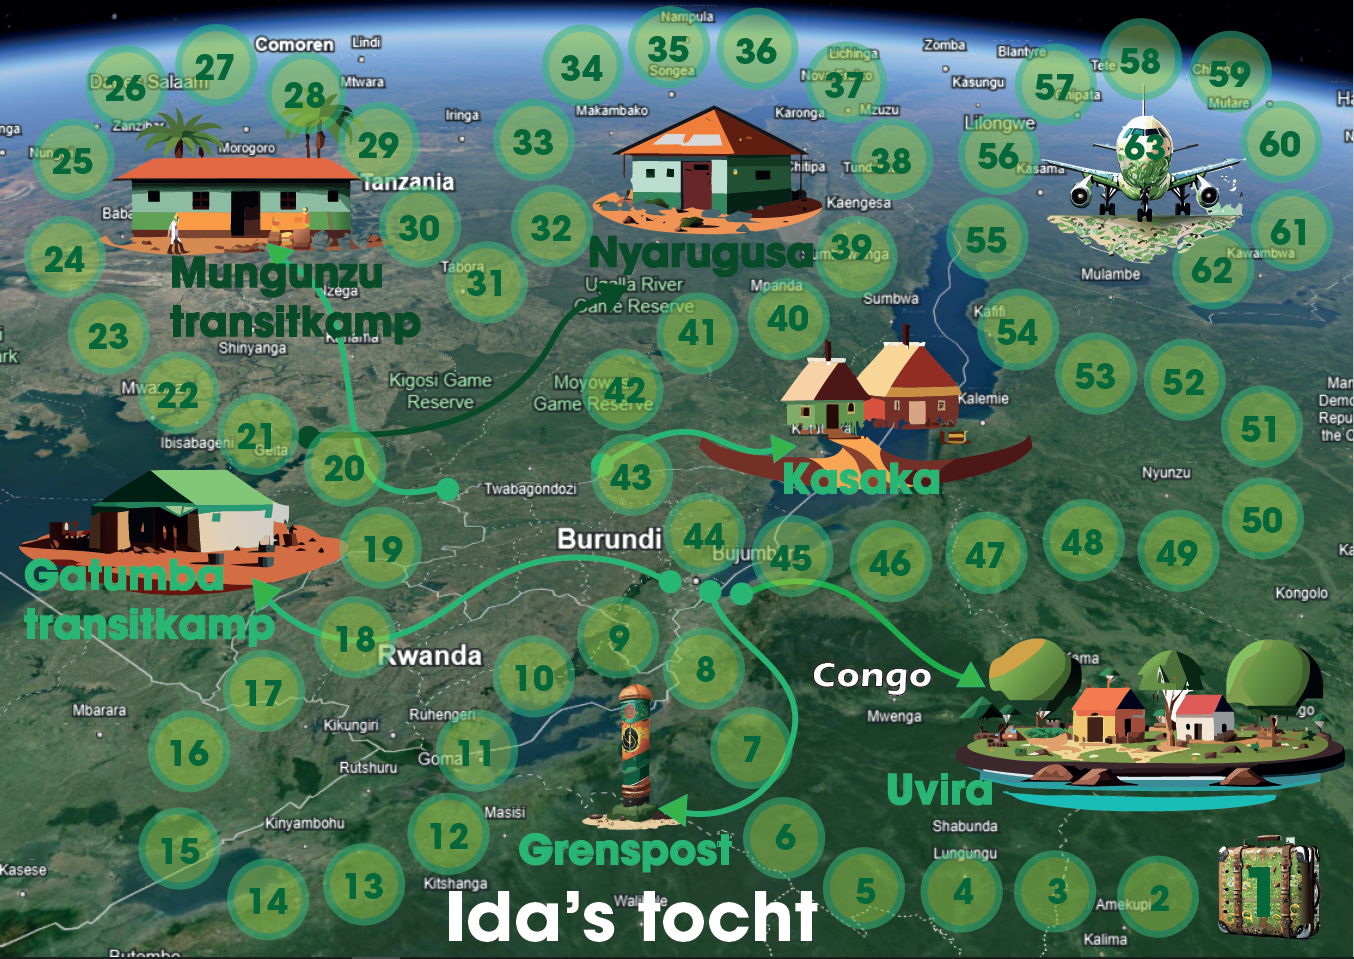 Nampula
Comoren
Lindi
Zomba
Blantyre
27
35
36
58
34
Lichinga
Tete
59
26
28
Mtwara
Songea
37
Kasungu
57
Chipata
Mutare
Iringa
Makambako
Karonga
Mzuzu
Lilongwe
Zanzibar
25
Morogoro
29
33
Chitipa
38
56
Kasama
63
60
Tanzania
Kaengesa
24
30
32
39
55
61
Kawambwa
Nyarugusa
Mulambe
62
Mungunzu
transitkamp
Tabora
31
Nzega
Ugalla River
Game Reserve
Mpanda
Sumbwa
Kafifi
23
41
40
54
Shinyanga
22
Kigosi Game
Reserve
Moyowosi
Game Reserve
42
53
52
Kalemie
Ibisabageni
21
Geita
51
20
43
Kasaka
Nyunzu
Twabagondozi
19
Burundi
44
Bujumbura
45
46
47
48
49
50
Gatumba
transitkamp
Kongolo
18
Rwanda
9
8
10
Congo
17
Mbarara
Ruhengeri
Mwenga
Kikungiri
16
Rutshuru
Goma
11
7
Uvira
Kinyambohu
12
Masisi
Grenspost
6
Shabunda
15
Lungungu
Kasese
13
Kitshanga
14
5
4
3
Amekupi
2
1
Ida's tocht
Kalima